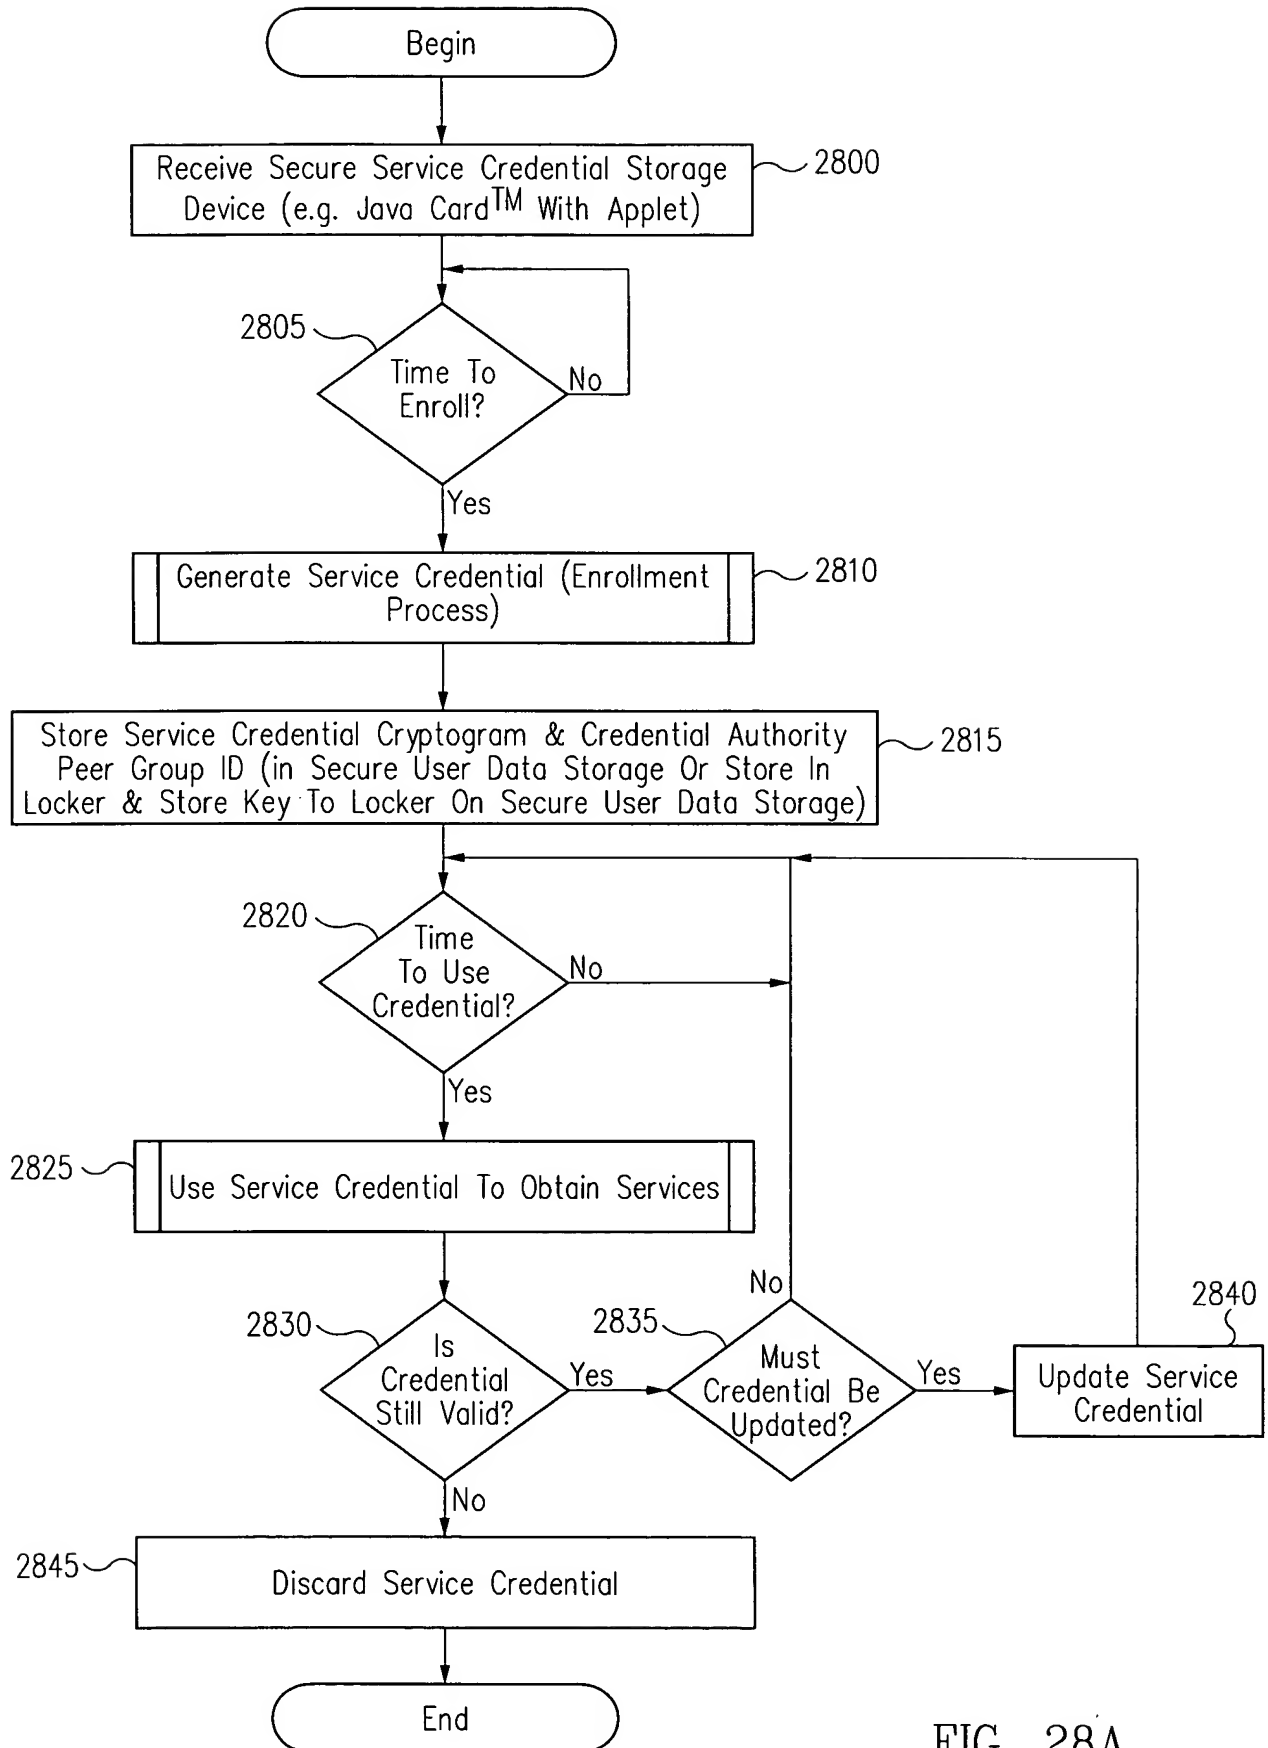 Begin
Receive Secure Service Credential Storage
Device (e.g. Java Card™ With Applet)
2800
2805
Time To
Enroll?
No
Yes
Generate Service Credential (Enrollment
Process)
2810
Store Service Credential Cryptogram & Credential Authority
Peer Group ID (in Secure User Data Storage Or Store In
Locker & Store Key To Locker On Secure User Data Storage)
2815
2820
Time
To Use
Credential?
No
Yes
2825
Use Service Credential To Obtain Services
2830
Is
Credential
Still Valid?
Yes
No
2835
Must
Credential Be
Updated?
No
Yes
2840
Update Service
Credential
2845
Discard Service Credential
End
FIG. 28A